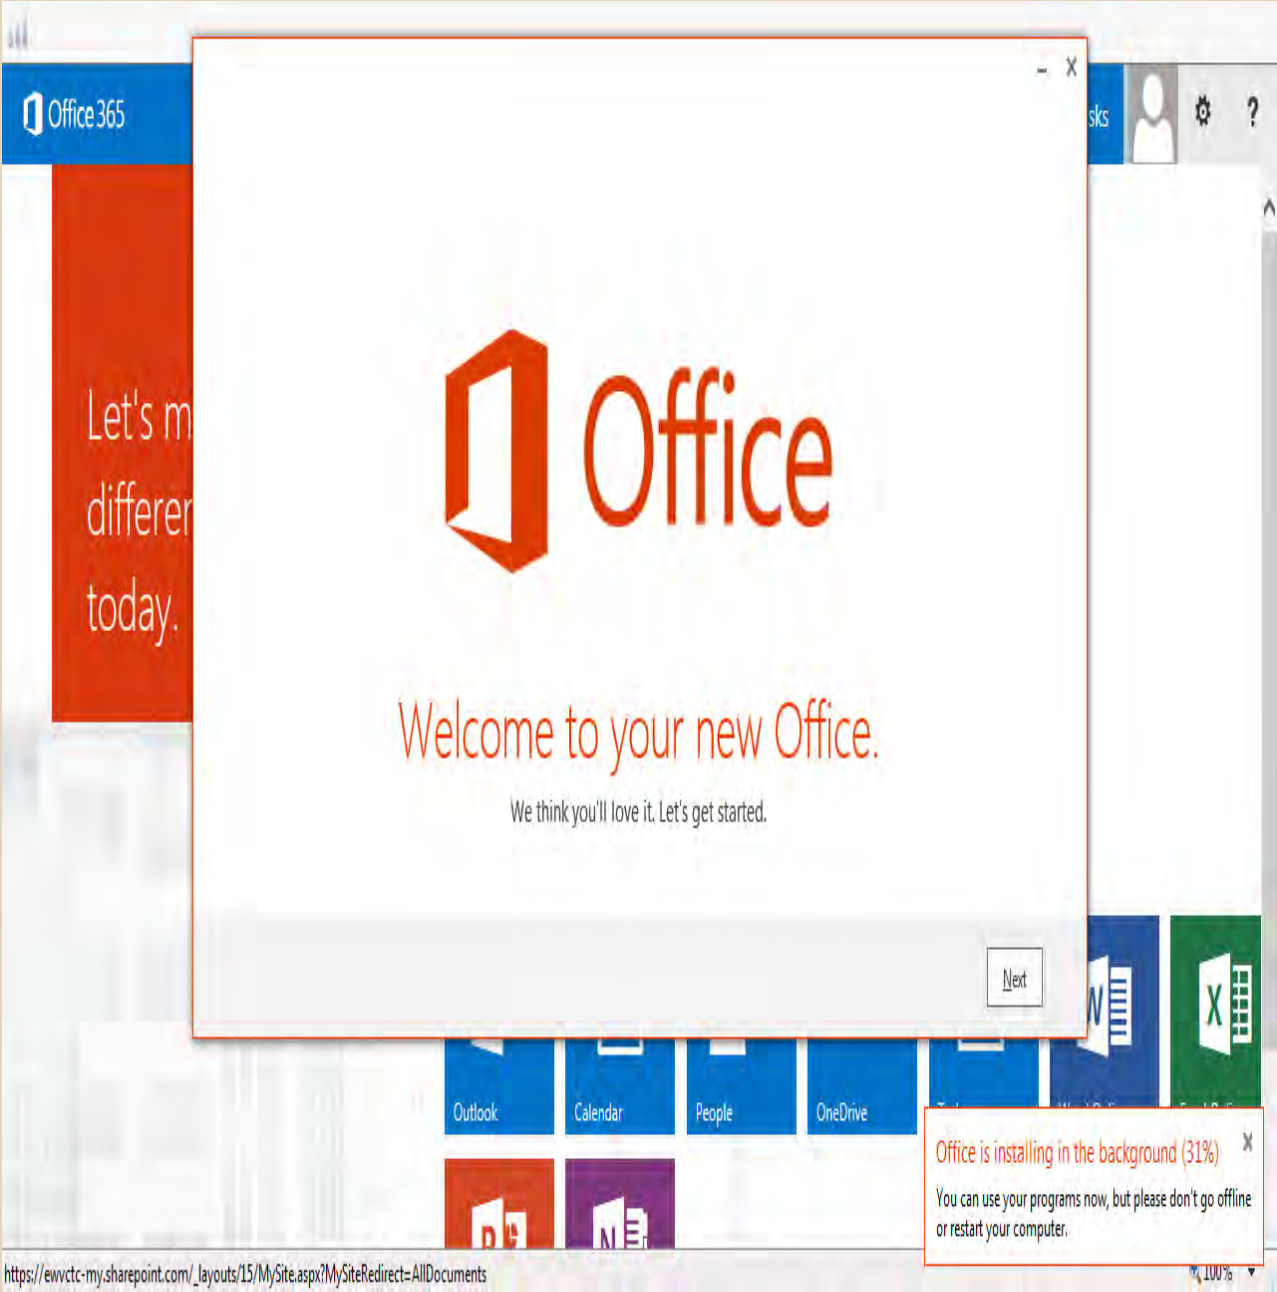 Office 365
sks
?
Let's m
differer
today.
Office
Welcome to your new Office.
We think you'll love it. Let's get started.
Next
Outlook
Calendar
People
OneDrive
Office is installing in the background (31%)
You can use your programs now, but please don't go offline
or restart your computer.
https://ewvctc-my.sharepoint.com/_layouts/15/MySite.aspx?MySiteRedirect=AllDocuments
100%